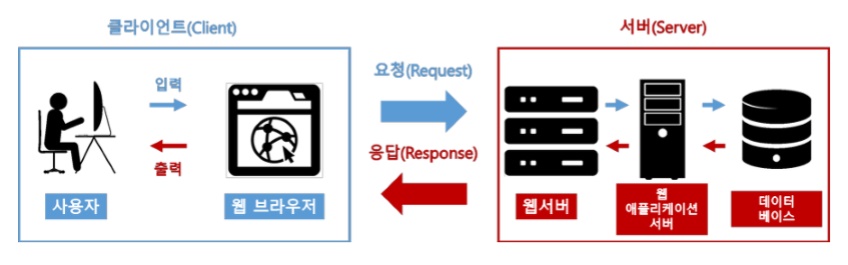 클라이언트(Client)
서버(Server)
입력
출력
사용자
웹 브라우저
요청(Request)
응답(Response)
웹서버
웹
애플리케이션
서버
데이터
베이스